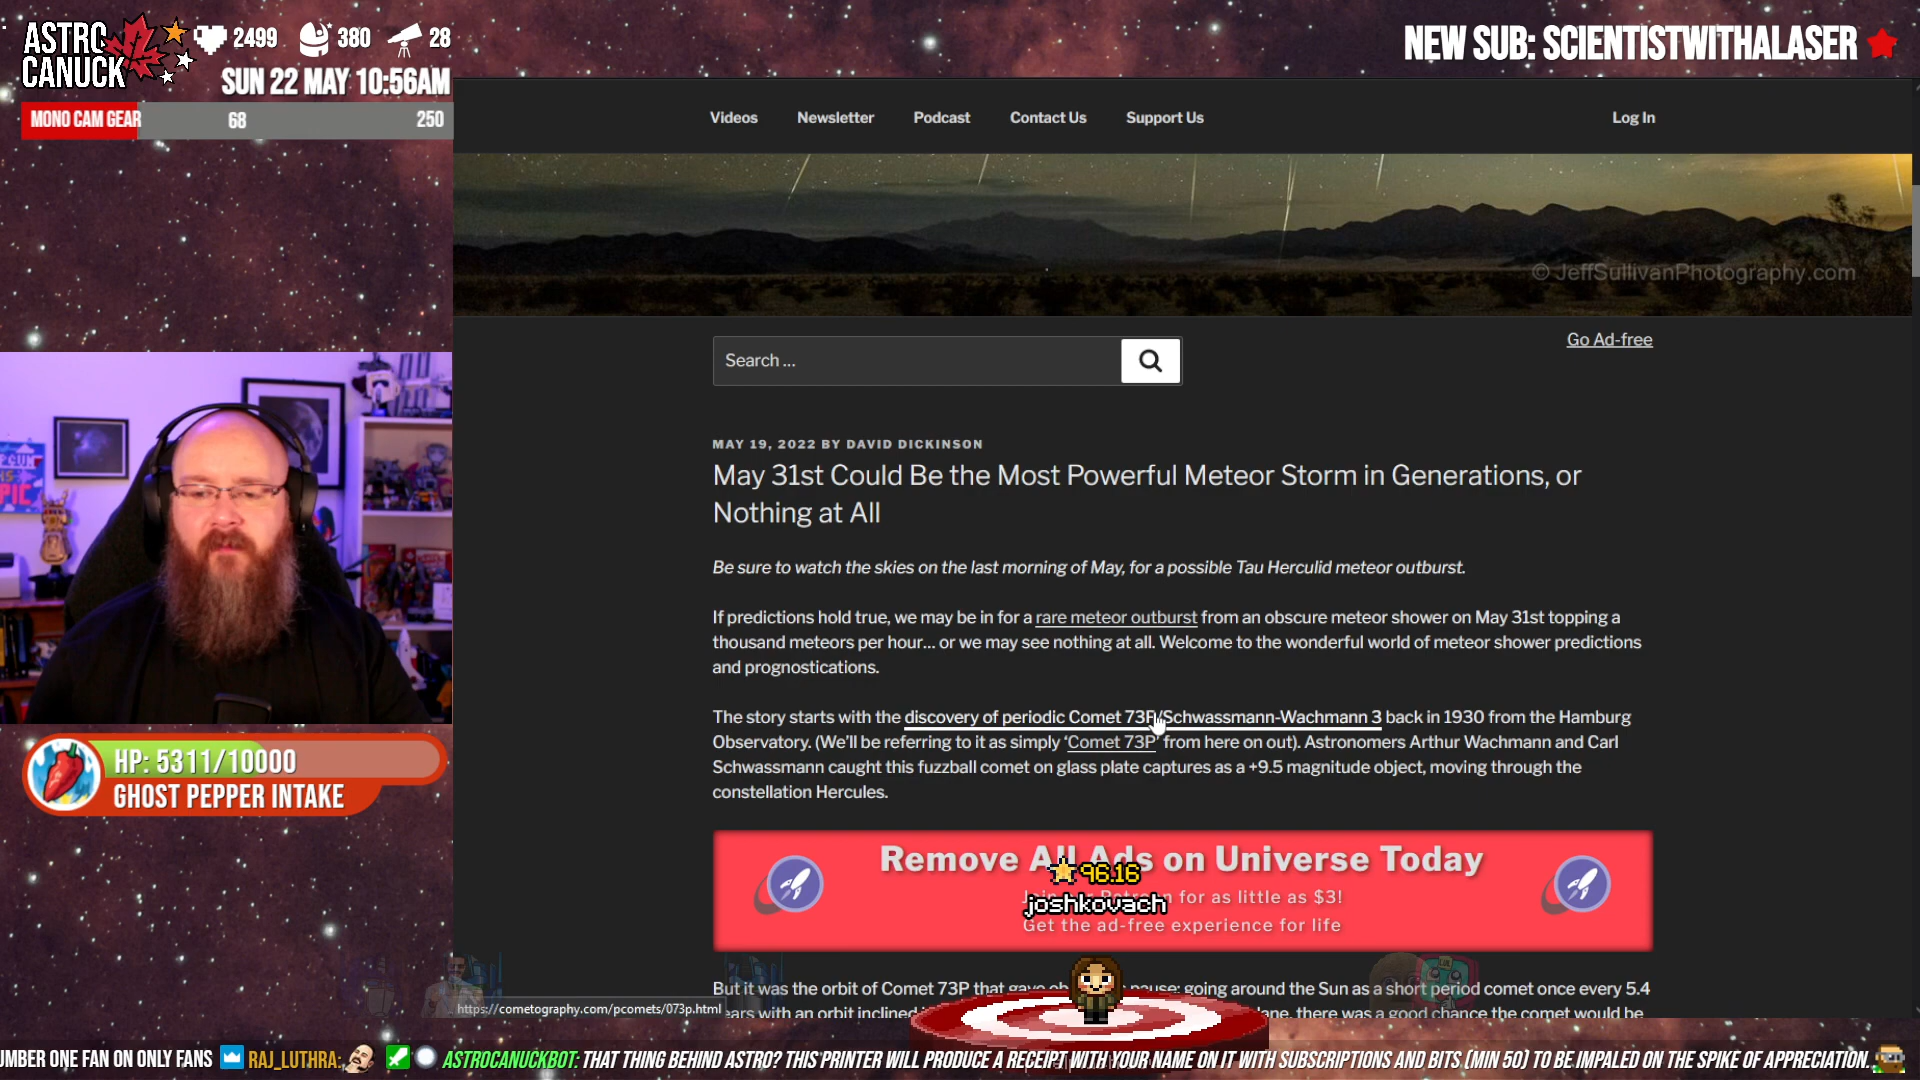 ASTRO
CANUCK
2499
380
28
SUN 22 MAY 10:56AM
MONO CAM GEAR
68
250
NEW SUB: SCIENTISTWITHALASER
Videos
Newsletter
Podcast
Contact Us
Support Us
Log In
© JeffSullivanPhotography.com
Search ...
Go Ad-free
MAY 19, 2022 BY DAVID DICKINSON
May 31st Could Be the Most Powerful Meteor Storm in Generations, or
Nothing at All
Be sure to watch the skies on the last morning of May, for a possible Tau Herculid meteor outburst.
If predictions hold true, we may be in for a rare meteor outburst from an obscure meteor shower on May 31st topping a
thousand meteors per hour... or we may see nothing at all. Welcome to the wonderful world of meteor shower predictions
and prognostications.
The story starts with the discovery of periodic Comet 73P/Schwassmann-Wachmann 3 back in 1930 from the Hamburg
Observatory. (We'll be referring to it as simply 'Comet 73P' from here on out). Astronomers Arthur Wachmann and Carl
Schwassmann caught this fuzzball comet on glass plate captures as a +9.5 magnitude object, moving through the
constellation Hercules.
HP: 5311/10000
GHOST PEPPER INTAKE
Remove All Ads on Universe Today
96.16
for as little as $3!
joshkovach
Get the ad-free experience for life
But it was the orbit of Comet 73P that gave pause: going around the Sun as a short period comet once every 5.4
https://cometography.com/pcomets/073p.html
ears with an orbit inclined there was a good chance the comet would be
UMBER ONE FAN ON ONLY FANS
RAJ_LUTHRA:
ASTROCANUCKBOT: THAT THING BEHIND ASTRO? THIS PRINTER WILL PRODUCE A RECEIPT WITH YOUR NAME ON IT WITH SUBSCRIPTIONS AND BITS (MIN 50) TO BE IMPALED ON THE SPIKE OF APPRECIATION.